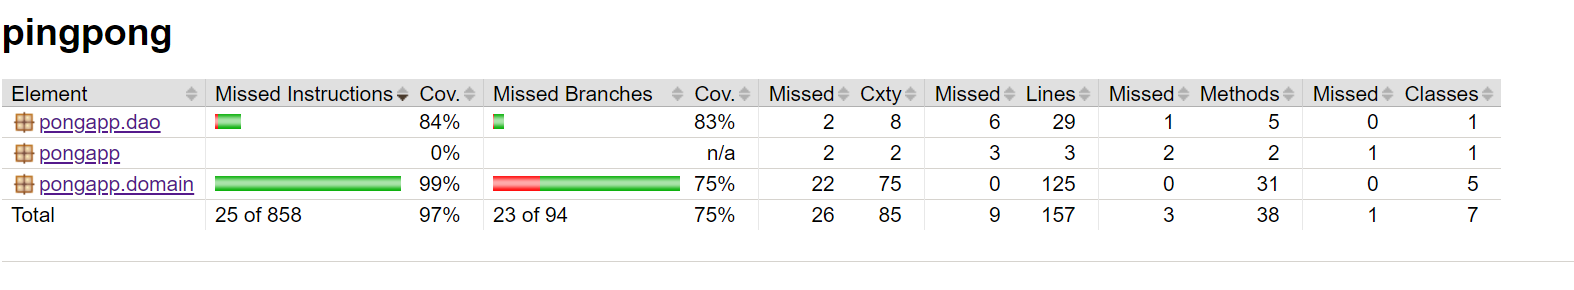 pingpong
Element Missed Instructions Cov. Missed Branches Cov. Missed Cxty Missed Lines Missed Methods Missed Classes
pongapp.dao 84% 83% 2 8 6 29 1 5 0 1
pongapp 0% n/a 2 2 3 3 2 2 1 1
pongapp.domain 99% 75% 22 75 0 125 0 31 0 5
Total 25 of 858 97% 23 of 94 75% 26 85 9 157 3 38 1 7